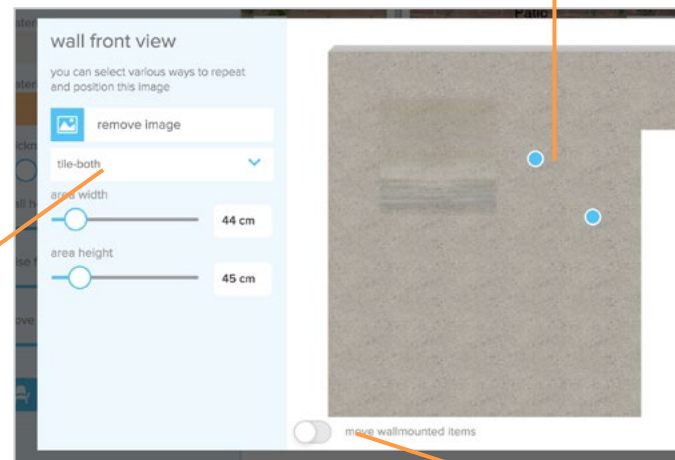 Patio
wall front view
you can select various ways to repeat
and position this image
remove image
tile-both
area width
44 cm
area height
45 cm
move wallmounted items